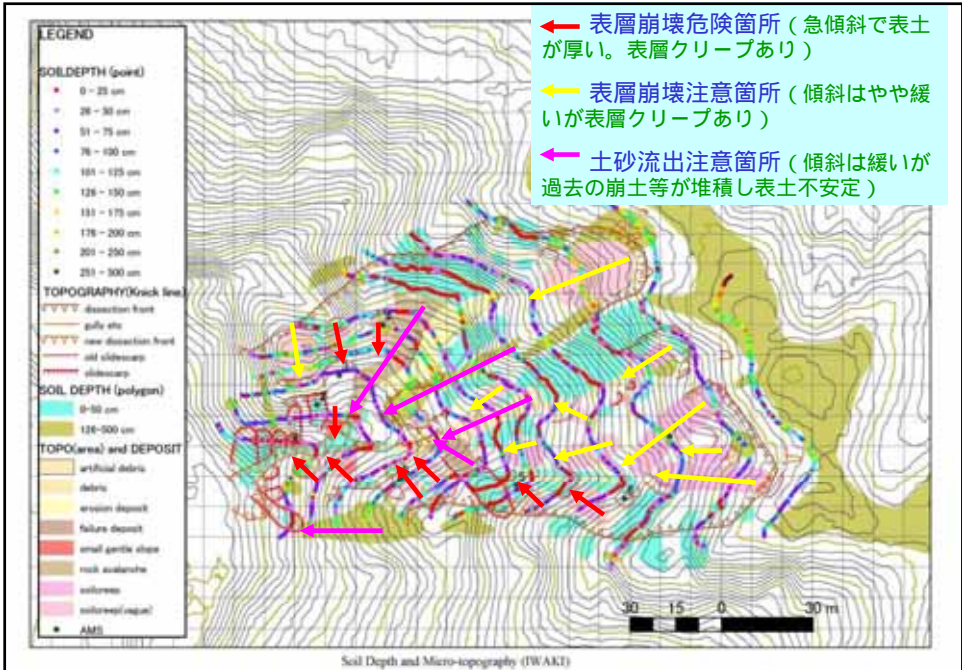 LEGEND
SOILDEPTH (point)
0 - 25 cm
26 - 50 cm
51 - 75 cm
76 - 100 cm
101 - 125 cm
126 - 150 cm
151 - 175 cm
176 - 200 cm
201 - 250 cm
251 - 300 cm
TOPOGRAPHY(Knick line)
dissection front
gully etc
new dissection front
old slidescarp
slidescarp
SOIL DEPTH (polygon)
0-50 cm
126-500 cm
TOPO(area) and DEPOSIT
artificial debris
debris
erosion deposit
failure deposit
small gentle slope
rock avalanche
soilcreep
soilcreep(vague)
AMS
表層崩壊危険箇所（急傾斜で表土
が厚い。表層クリープあり）
表層崩壊注意箇所（傾斜はやや緩
いが表層クリープあり）
土砂流出注意箇所（傾斜は緩いが
過去の崩土等が堆積し表土不安定）
30 15 0 30 m
Soil Depth and Micro-topography (IWAKI)